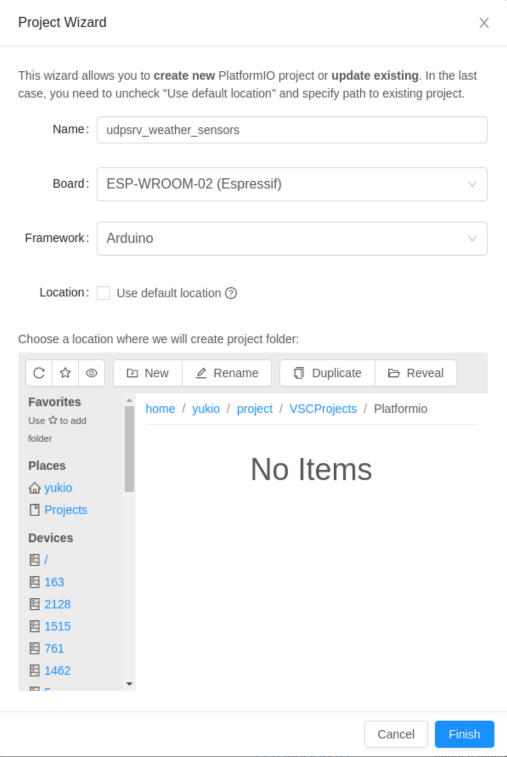 Project Wizard
This wizard allows you to create new PlatformIO project or update existing. In the last
case, you need to uncheck "Use default location" and specify path to existing project.
Name: udpsrv_weather_sensors
Board: ESP-WROOM-02 (Espressif)
Framework: Arduino
Location: Use default location
Choose a location where we will create project folder:
New Rename Duplicate Reveal
Favorites
Use to add
folder
Places
yukio
Projects
Devices
/
163
2128
1515
761
1462
home / yukio / project / VSCProjects / Platformio
No Items
Cancel Finish